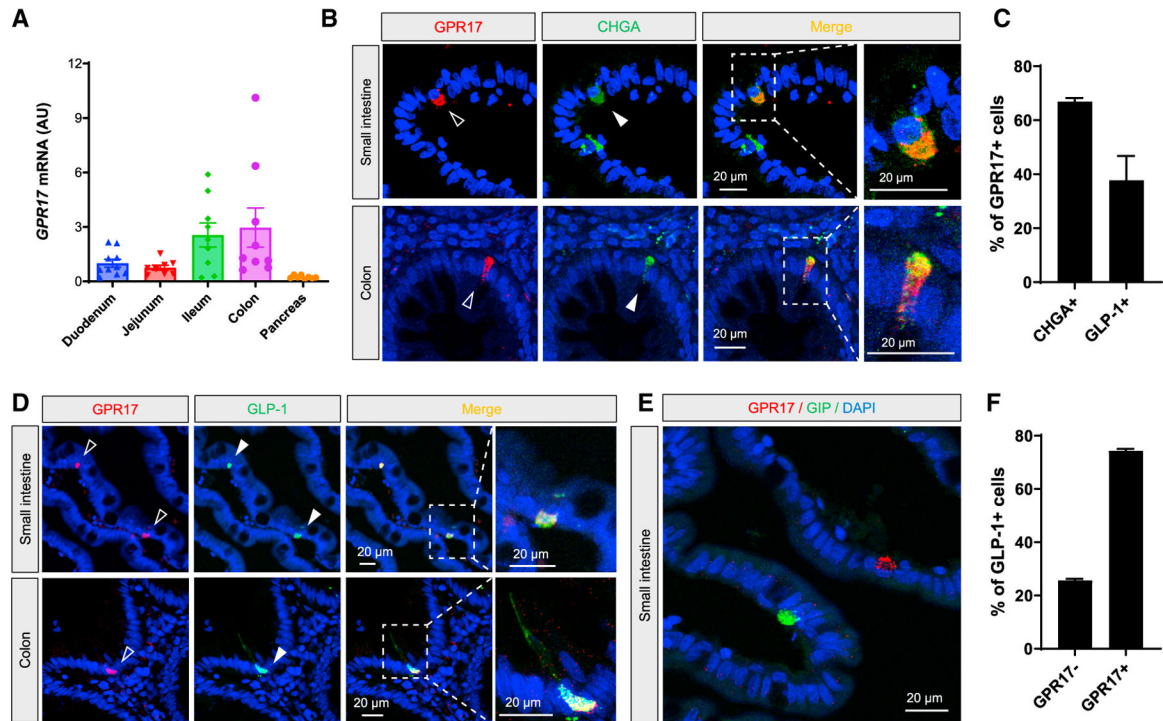 A
GPR17 mRNA (AU)
12
9
6
3
0
Duodenum
Jejunum
Ileum
Colon
Pancreas
B
GPR17
CHGA
Merge
Small intestine
20 µm
20 µm
Colon
20 µm
20 µm
C
% of GPR17+ cells
80
60
40
20
0
CHGA+
GLP-1+
D
GPR17
GLP-1
Merge
Small intestine
20 µm
20 µm
Colon
20 µm
20 µm
E
GPR17 / GIP / DAPI
Small intestine
20 µm
F
% of GLP-1+ cells
80
60
40
20
0
GPR17-
GPR17+